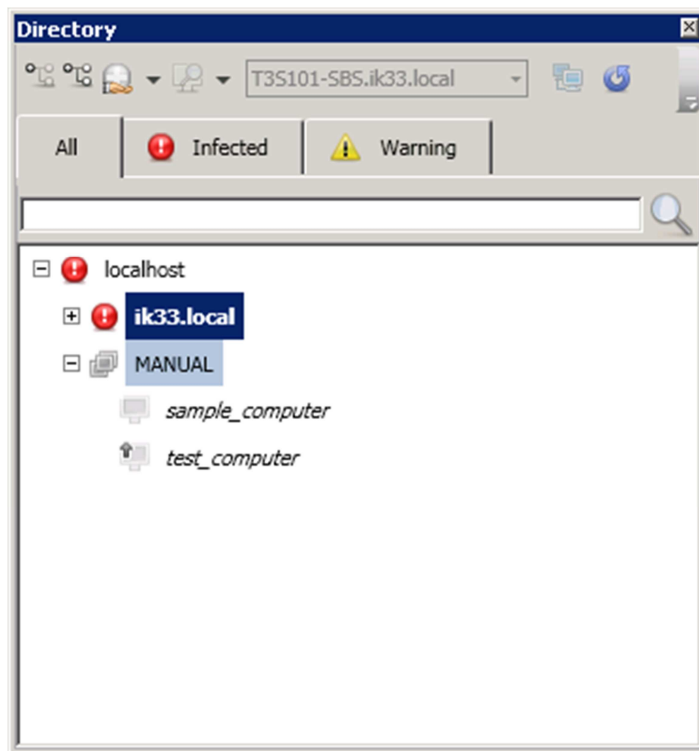 Directory
T3S101-SBS.ik33.local
All Infected Warning
localhost
ik33.local
MANUAL
sample_computer
test_computer